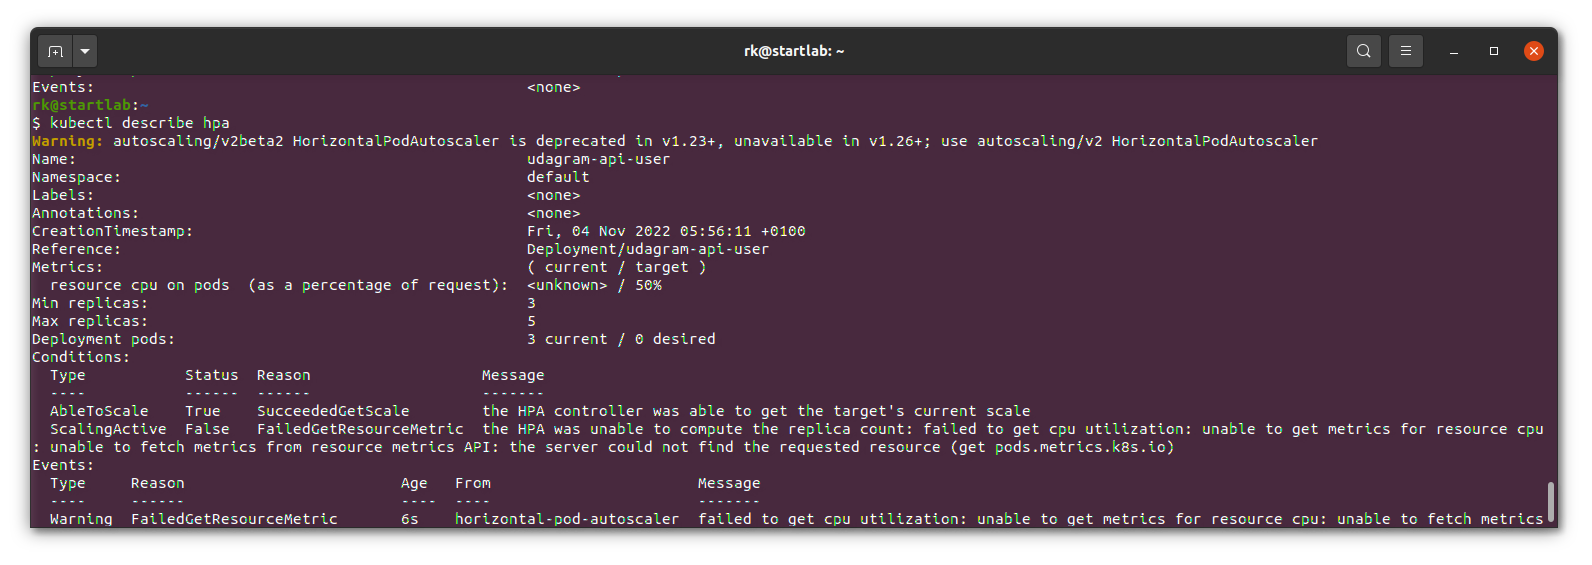 rk@startlab: ~
Events:                                                <none>
rk@startlab:~
$ kubectl describe hpa
Warning: autoscaling/v2beta2 HorizontalPodAutoscaler is deprecated in v1.23+, unavailable in v1.26+; use autoscaling/v2 HorizontalPodAutoscaler
Name:                                                  udagram-api-user
Namespace:                                             default
Labels:                                                <none>
Annotations:                                           <none>
CreationTimestamp:                                     Fri, 04 Nov 2022 05:56:11 +0100
Reference:                                             Deployment/udagram-api-user
Metrics:                                               ( current / target )
  resource cpu on pods  (as a percentage of request):  <unknown> / 50%
Min replicas:                                          3
Max replicas:                                          5
Deployment pods:                                       3 current / 0 desired
Conditions:
  Type           Status  Reason                   Message
  ----           ------  ------                   -------
  AbleToScale    True    SucceededGetScale        the HPA controller was able to get the target's current scale
  ScalingActive  False   FailedGetResourceMetric  the HPA was unable to compute the replica count: failed to get cpu utilization: unable to get metrics for resource cpu
: unable to fetch metrics from resource metrics API: the server could not find the requested resource (get pods.metrics.k8s.io)
Events:
  Type     Reason                        Age   From                       Message
  ----     ------                        ----  ----                       -------
  Warning  FailedGetResourceMetric       6s    horizontal-pod-autoscaler  failed to get cpu utilization: unable to get metrics for resource cpu: unable to fetch metrics